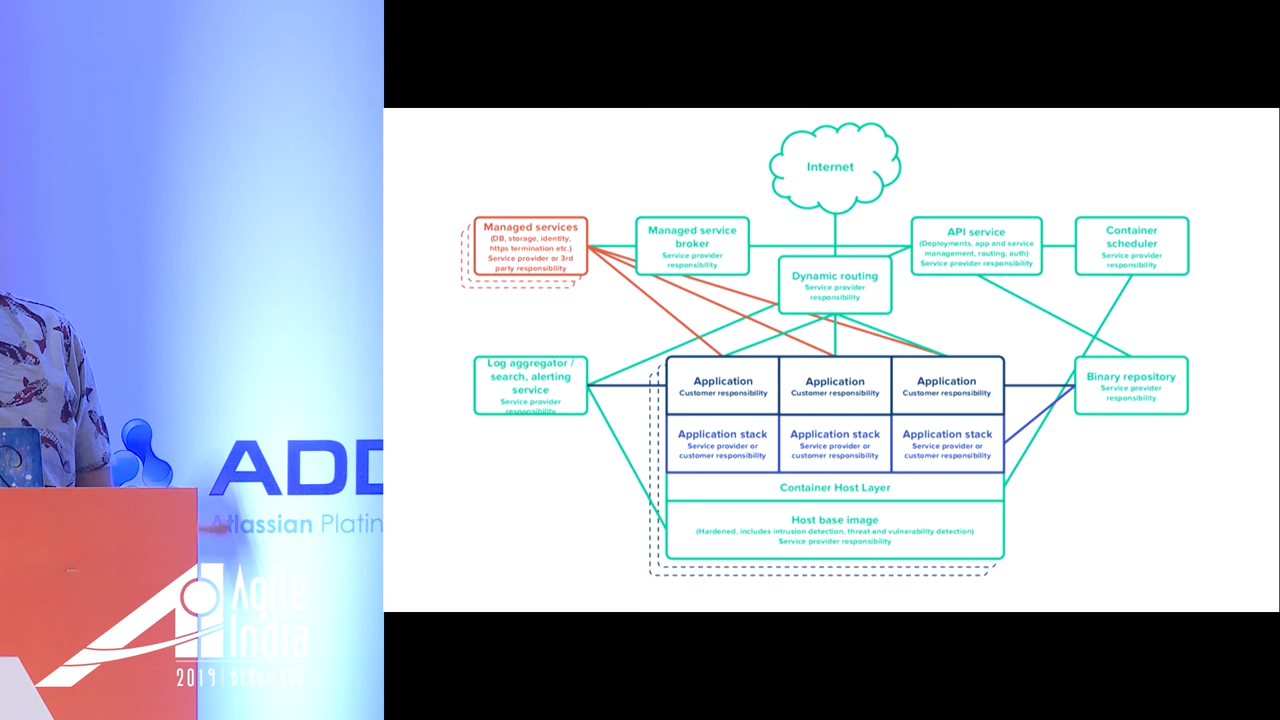 Internet
Managed services
(DB, storage, identity,
https termination etc.)
Service provider or 3rd
party responsibility
Managed service
broker
Service provider
responsibility
API service
(Deployments, app and service
management, routing, auth)
Service provider responsibility
Container
scheduler
Service provider
responsibility
Dynamic routing
Service provider
responsibility
Log aggregator /
search, alerting
service
Service provider
responsibility
Application
Customer responsibility
Application
Customer responsibility
Application
Customer responsibility
Binary repository
Service provider
responsibility
Application stack
Service provider or
customer responsibility
Application stack
Service provider or
customer responsibility
Application stack
Service provider or
customer responsibility
Container Host Layer
Host base image
(Hardened, includes intrusion detection, threat and vulnerability detection)
Service provider responsibility
ADD
Atlassian Platin
Agile
India
2019 | BENGALURU